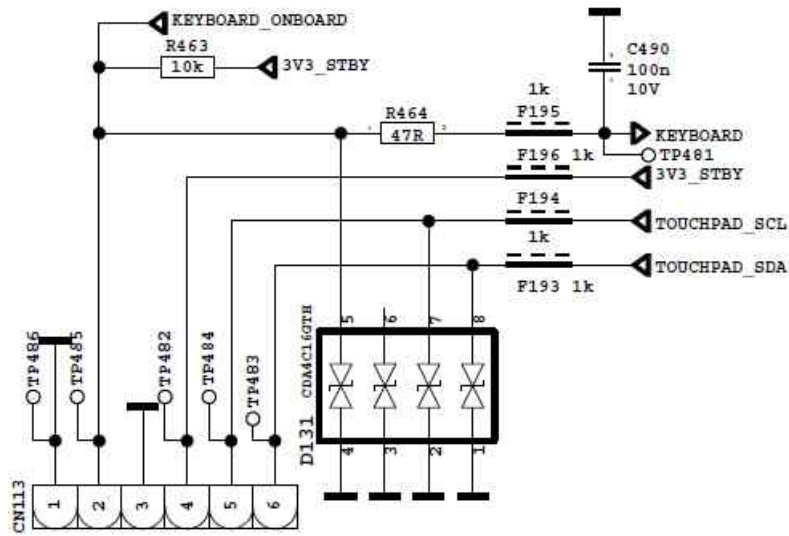 KEYBOARD_ONBOARD
R463
10k
3V3_STBY
C490
100n
10V
1k
R464
F195
47R
KEYBOARD
TP481
F196 1k
3V3_STBY
F194
TOUCHPAD_SCL
1k
TOUCHPAD_SDA
F193 1k
TP486
TP485
TP482
TP484
TP483
CDA4C16GTH
5
6
7
8
D131
4
3
2
1
CN113
1
2
3
4
5
6